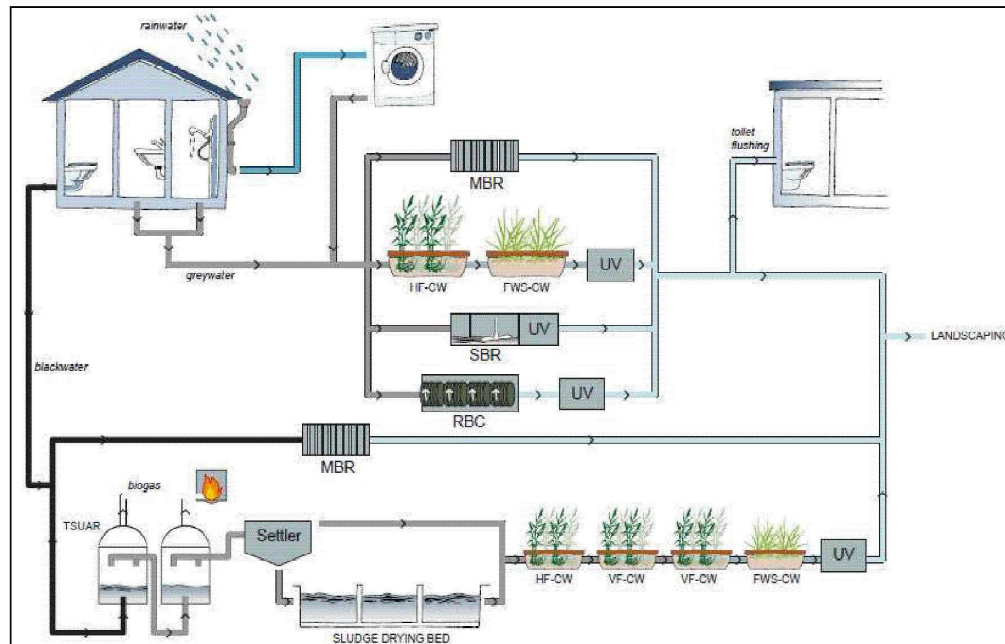 rainwater
toilet
flushing
MBR
greywater
HF-CW
FWS-CW
UV
UV
SBR
LANDSCAPING
blackwater
UV
RBC
MBR
biogas
TSUAR
Settler
HF-CW
VF-CW
VF-CW
FWS-CW
UV
SLUDGE DRYING BED